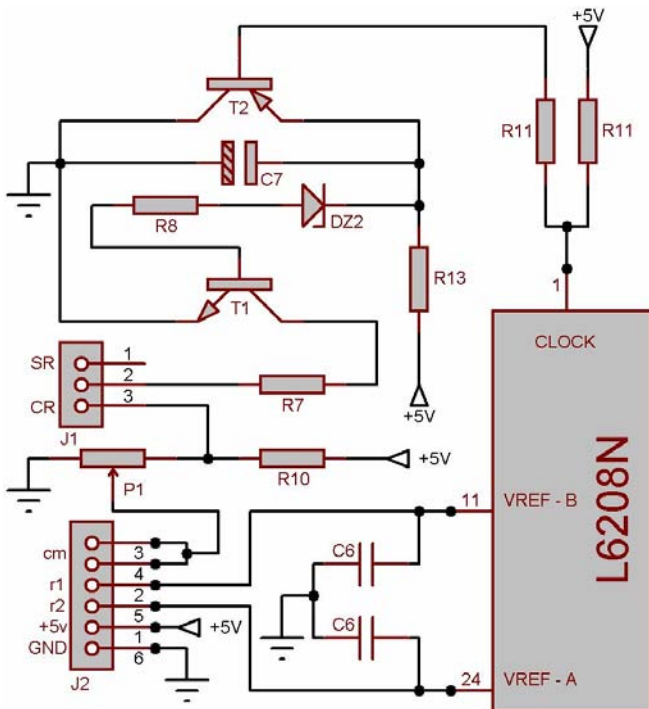 +5V
T2
R11
R11
C7
R8
DZ2
T1
R13
1
CLOCK
SR
1
2
CR
3
R7
+5V
J1
P1
R10
+5V
L6208N
11
VREF - B
cm
3
C6
r1
4
r2
2
+5v
5
+5V
C6
GND
1
6
J2
24
VREF - A